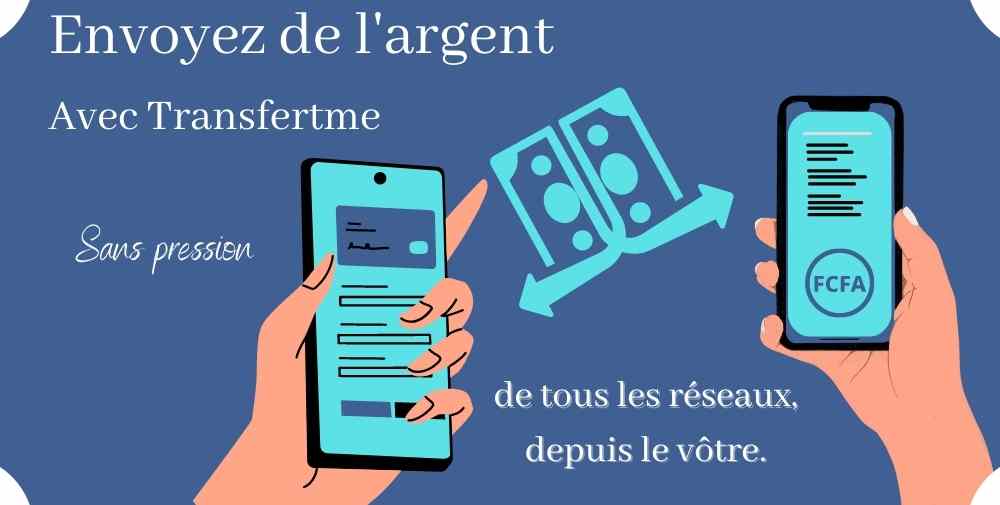 Envoyez de l'argent
Avec Transfertme
Sans pression
FCFA
de tous les réseaux,
depuis le vôtre.